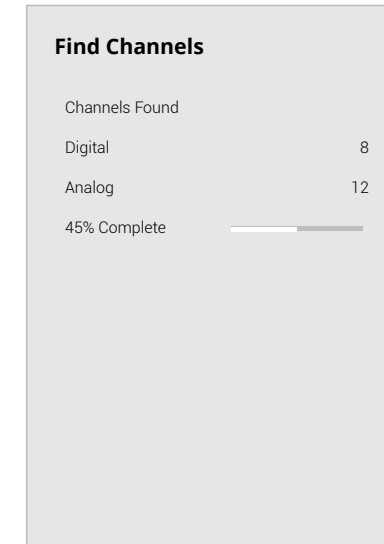 Find Channels
Channels Found
Digital 8
Analog 12
45% Complete